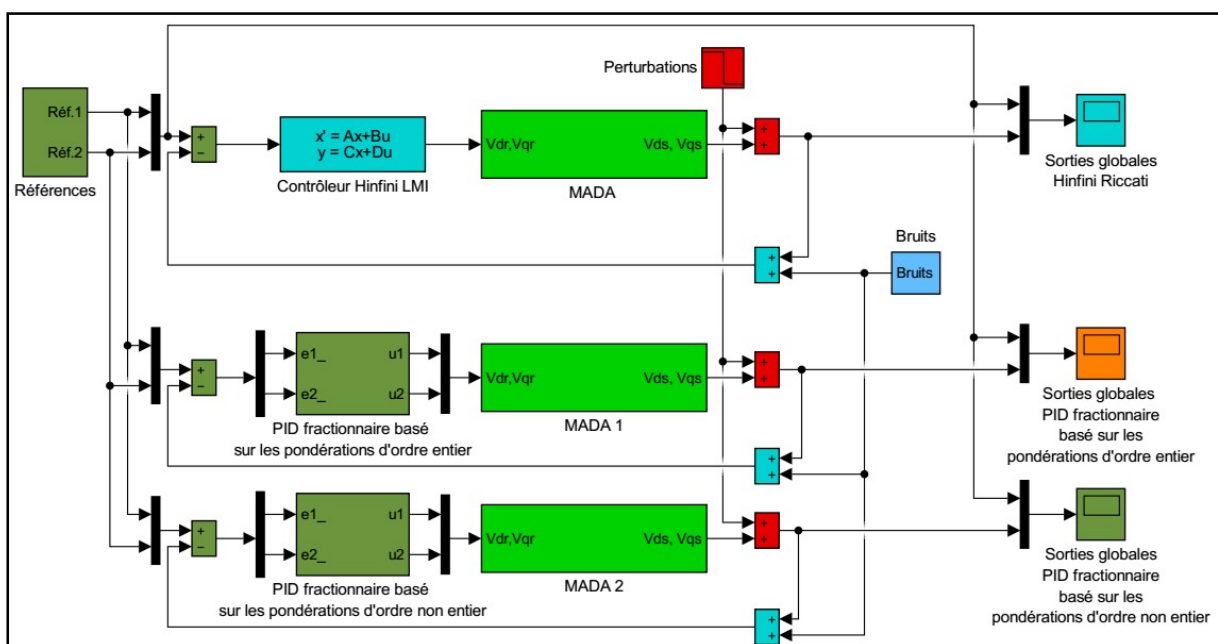 Perturbations
Réf.1
Réf.2
Références
+
−
x' = Ax+Bu
y = Cx+Du
Contrôleur Hinfini LMI
Vdr,Vqr
Vds, Vqs
MADA
+
+
Sorties globales
Hinfini Riccati
+
+
Bruits
Bruits
+
−
e1_
e2_
u1
u2
PID fractionnaire basé
sur les pondérations d'ordre entier
Vdr,Vqr
Vds, Vqs
MADA 1
+
+
Sorties globales
PID fractionnaire
basé sur les
pondérations d'ordre entier
+
+
+
−
e1_
e2_
u1
u2
PID fractionnaire basé
sur les pondérations d'ordre non entier
Vdr,Vqr
Vds, Vqs
MADA 2
+
+
Sorties globales
PID fractionnaire
basé sur les
pondérations d'ordre non entier
+
+